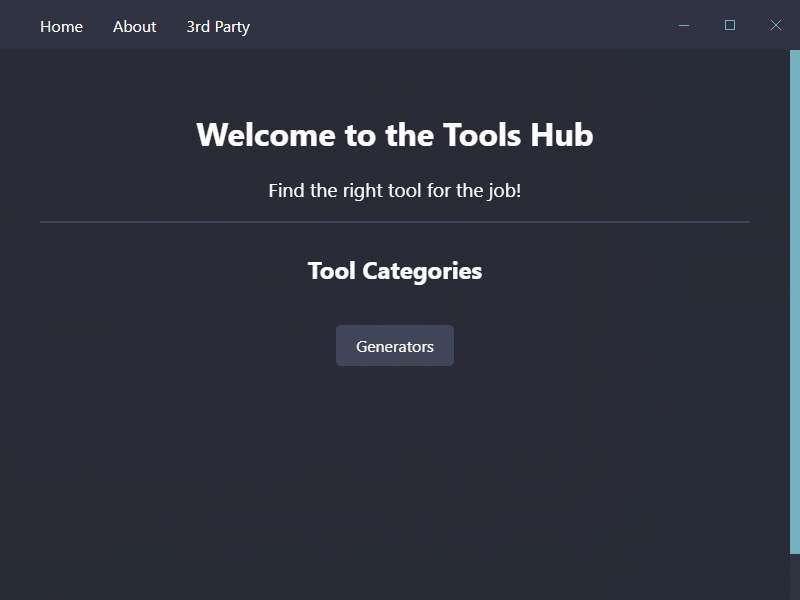 Home About 3rd Party
Welcome to the Tools Hub
Find the right tool for the job!
Tool Categories
Generators